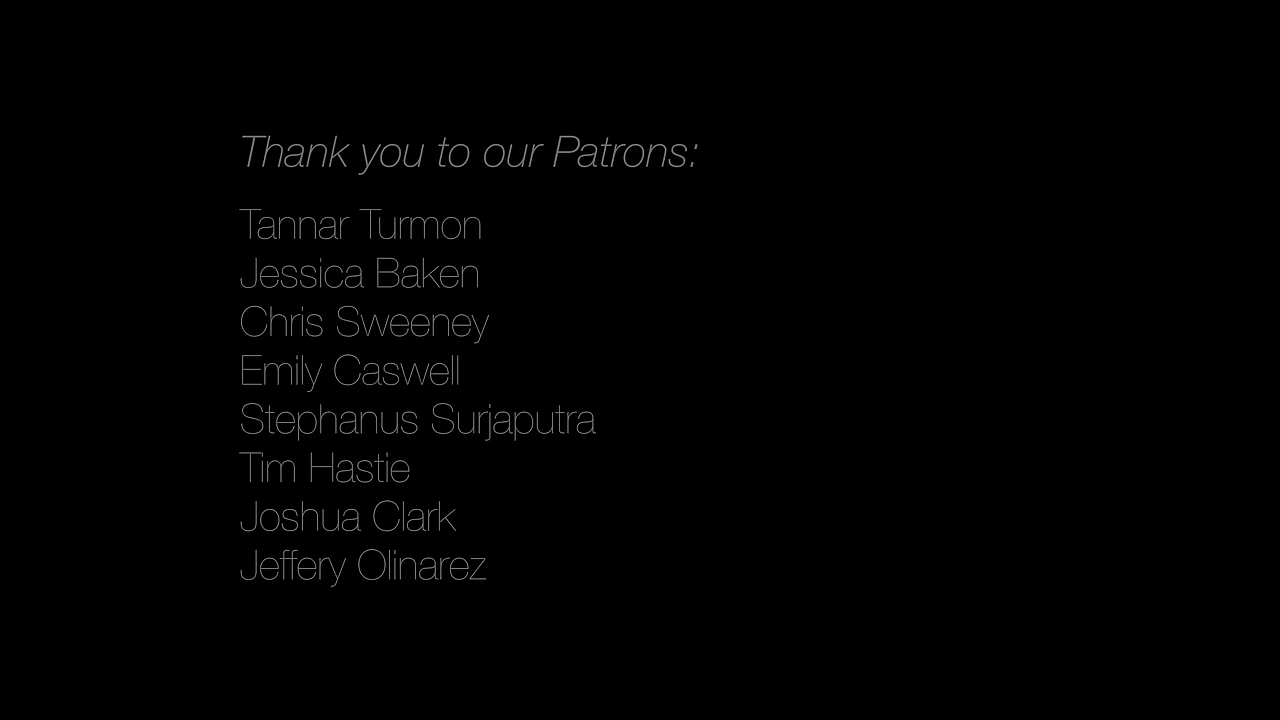 Thank you to our Patrons:
Tannar Turmon
Jessica Baken
Chris Sweeney
Emily Caswell
Stephanus Surjaputra
Tim Hastie
Joshua Clark
Jeffery Olinarez